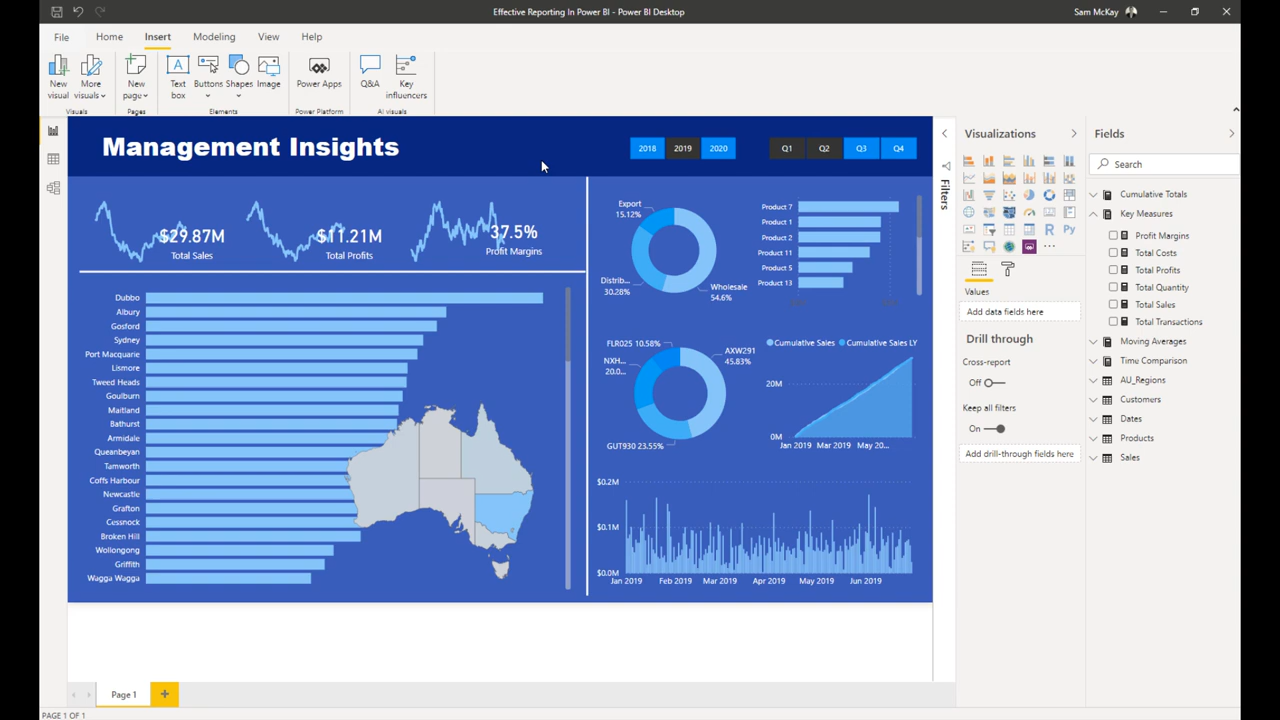 Effective Reporting In Power BI - Power BI Desktop
Sam McKay
File Home Insert Modeling View Help
New visual
More visuals
New page
Text box
Buttons
Shapes
Image
Power Apps
Q&A
Key influencers
Visuals
Pages
Elements
Power Platform
AI visuals
Management Insights
2018 2019 2020
Q1 Q2 Q3 Q4
$29.87M
Total Sales
$11.21M
Total Profits
37.5%
Profit Margins
Dubbo
Albury
Gosford
Sydney
Port Macquarie
Lismore
Tweed Heads
Goulburn
Maitland
Bathurst
Armidale
Queanbeyan
Tamworth
Coffs Harbour
Newcastle
Grafton
Cessnock
Broken Hill
Wollongong
Griffith
Wagga Wagga
Export
15.12%
Distrib...
30.28%
Wholesale
54.6%
Product 7
Product 1
Product 2
Product 11
Product 5
Product 13
FLR025 10.58%
NXH...
20.0...
AXW291
45.83%
GUT930 23.55%
Cumulative Sales Cumulative Sales LY
20M
0M
Jan 2019 Mar 2019 May 20...
$0.2M
$0.1M
$0.0M
Jan 2019 Feb 2019 Mar 2019 Apr 2019 May 2019 Jun 2019
Filters
Visualizations
Values
Add data fields here
Drill through
Cross-report
Off
Keep all filters
On
Add drill-through fields here
Fields
Search
Cumulative Totals
Key Measures
Profit Margins
Total Costs
Total Profits
Total Quantity
Total Sales
Total Transactions
Moving Averages
Time Comparison
AU_Regions
Customers
Dates
Products
Sales
Page 1
PAGE 1 OF 1